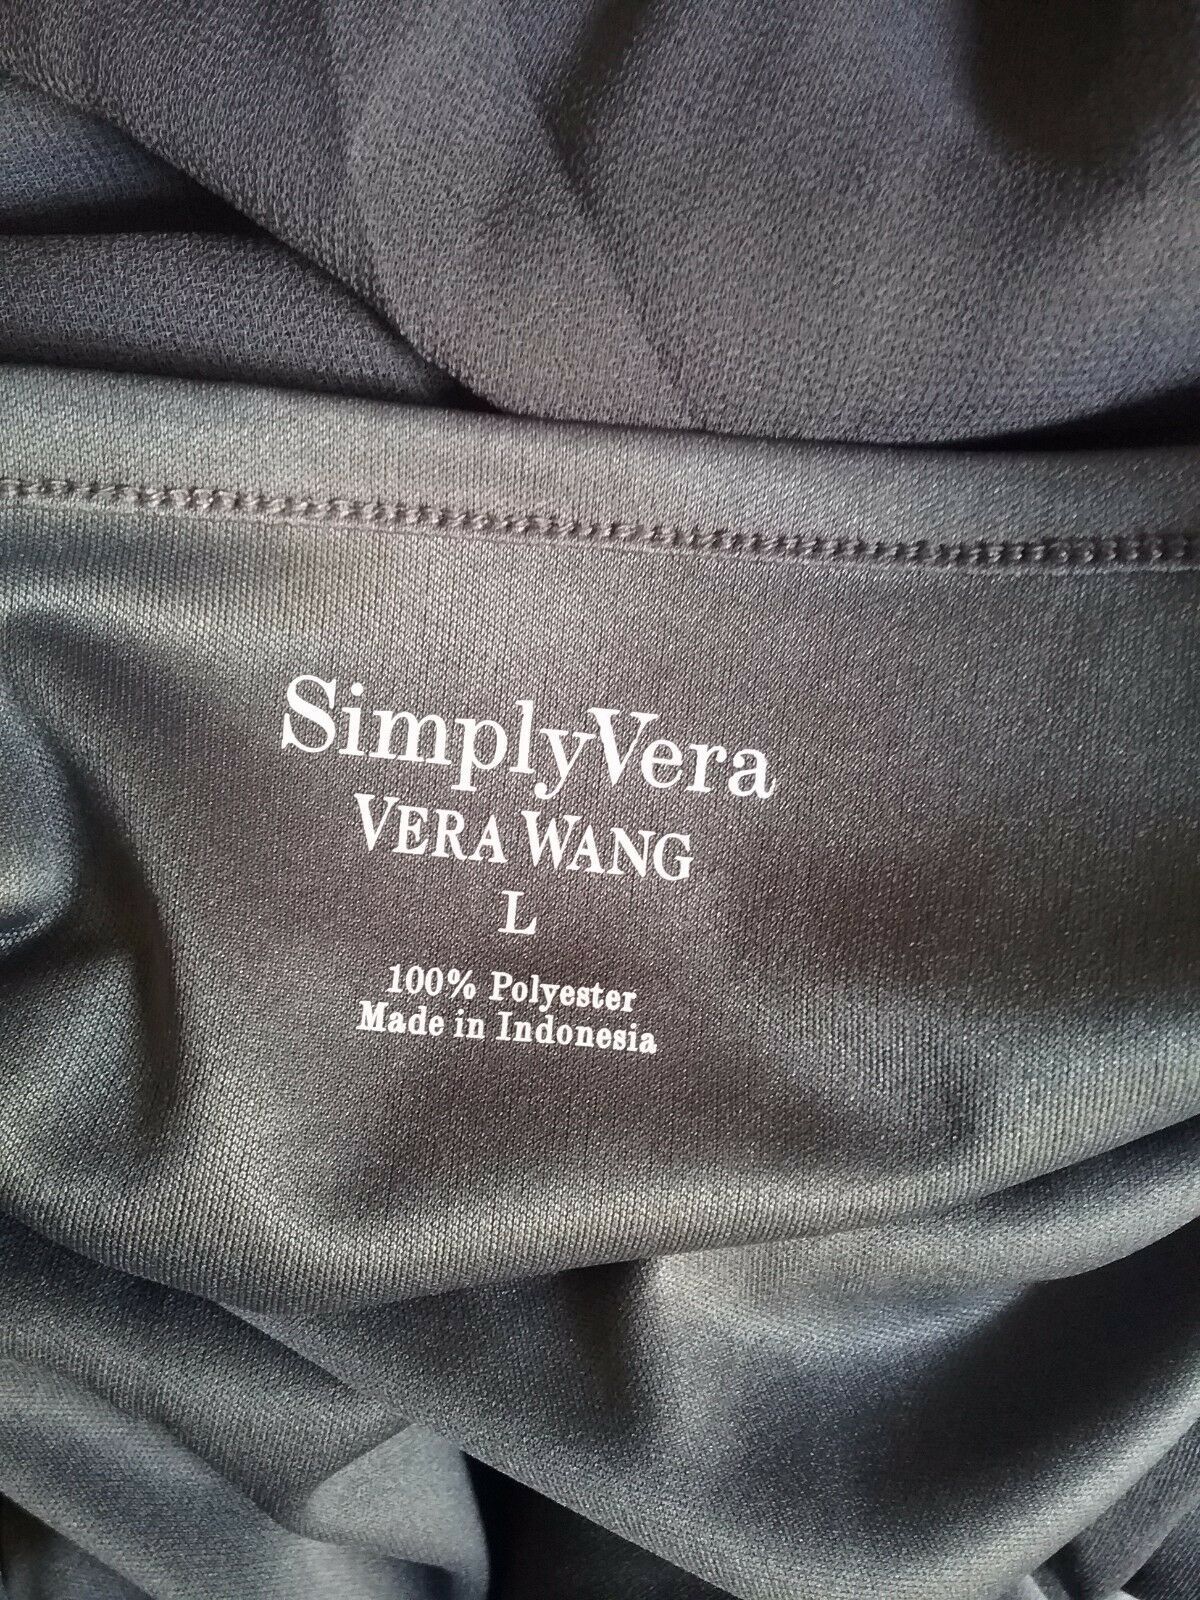 SimplyVera
VERA WANG
L
100% Polyester
Made in Indonesia